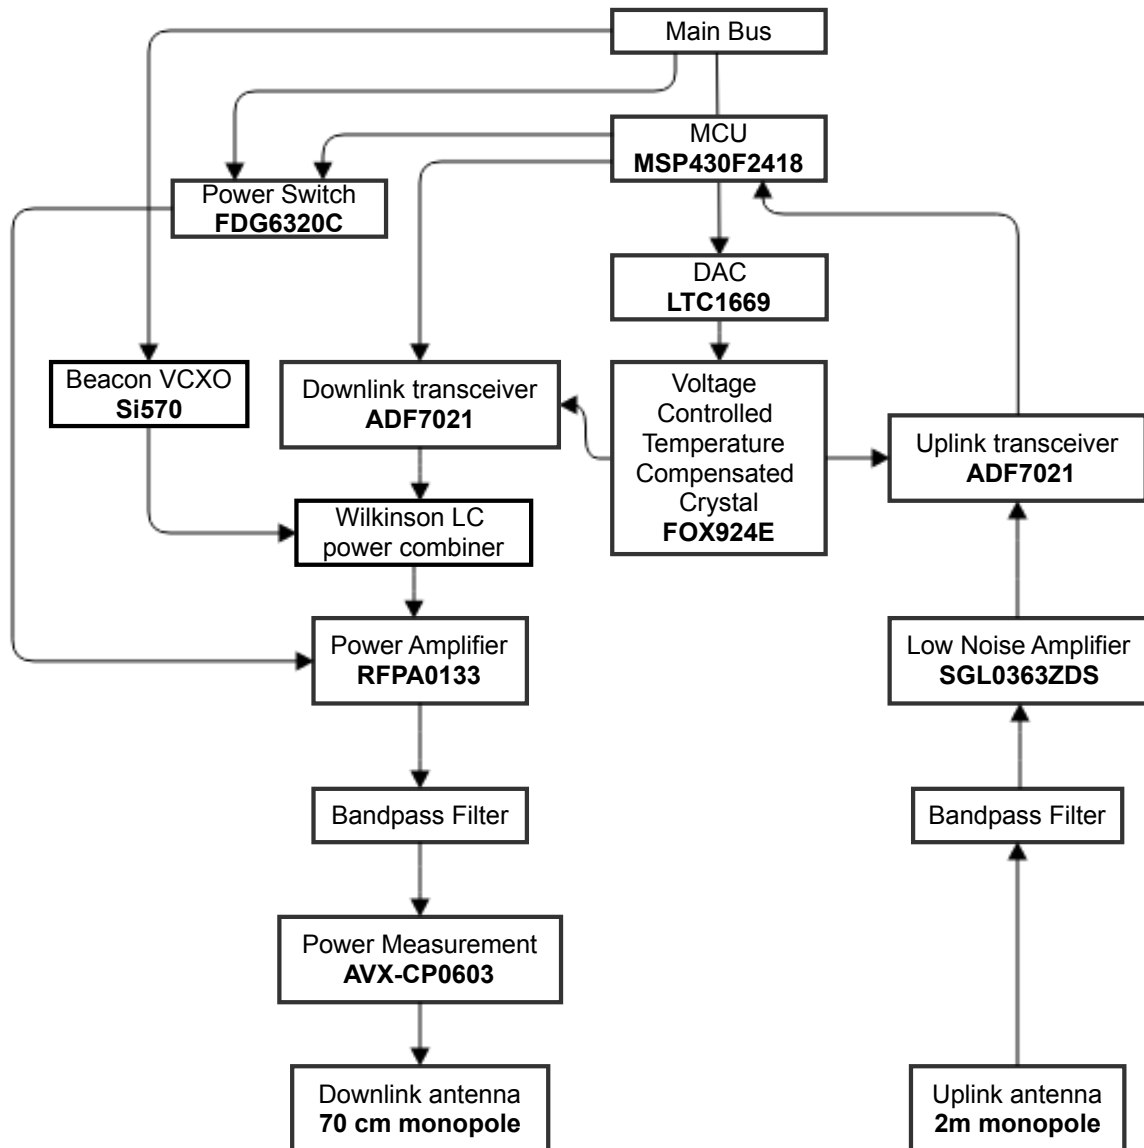 Main Bus
MCU
MSP430F2418
Power Switch
FDG6320C
DAC
LTC1669
Beacon VCXO
Si570
Downlink transceiver
ADF7021
Voltage
Controlled
Temperature
Compensated
Crystal
FOX924E
Uplink transceiver
ADF7021
Wilkinson LC
power combiner
Power Amplifier
RFPA0133
Low Noise Amplifier
SGL0363ZDS
Bandpass Filter
Bandpass Filter
Power Measurement
AVX-CP0603
Downlink antenna
70 cm monopole
Uplink antenna
2m monopole